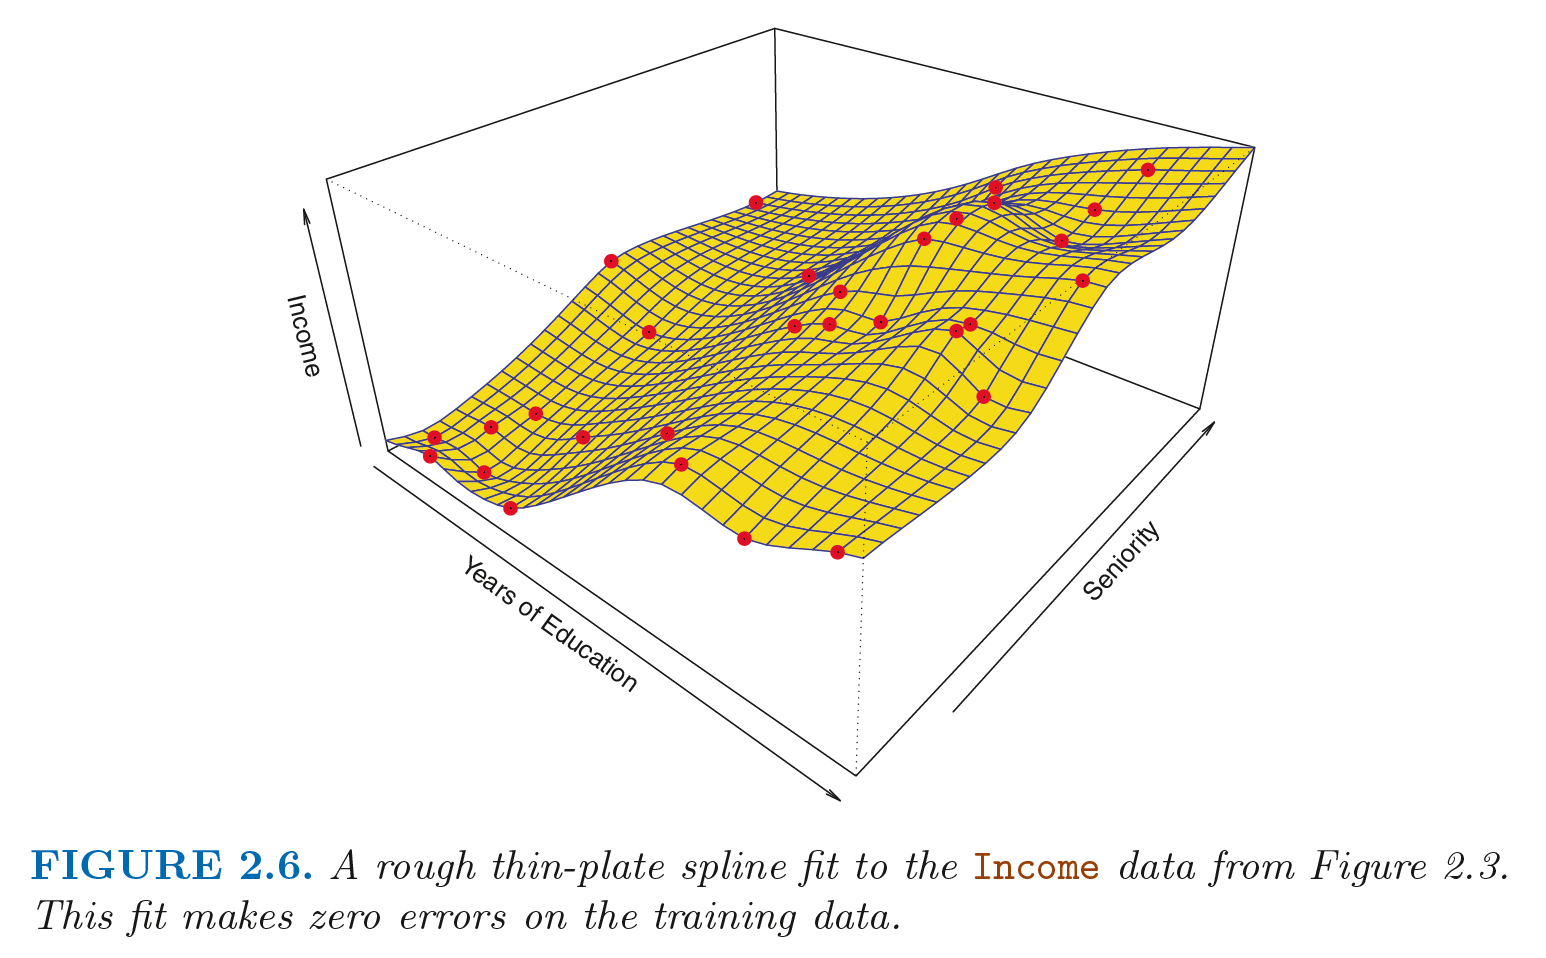 Income
Years of Education
Seniority
FIGURE 2.6. A rough thin-plate spline fit to the Income data from Figure 2.3.
This fit makes zero errors on the training data.